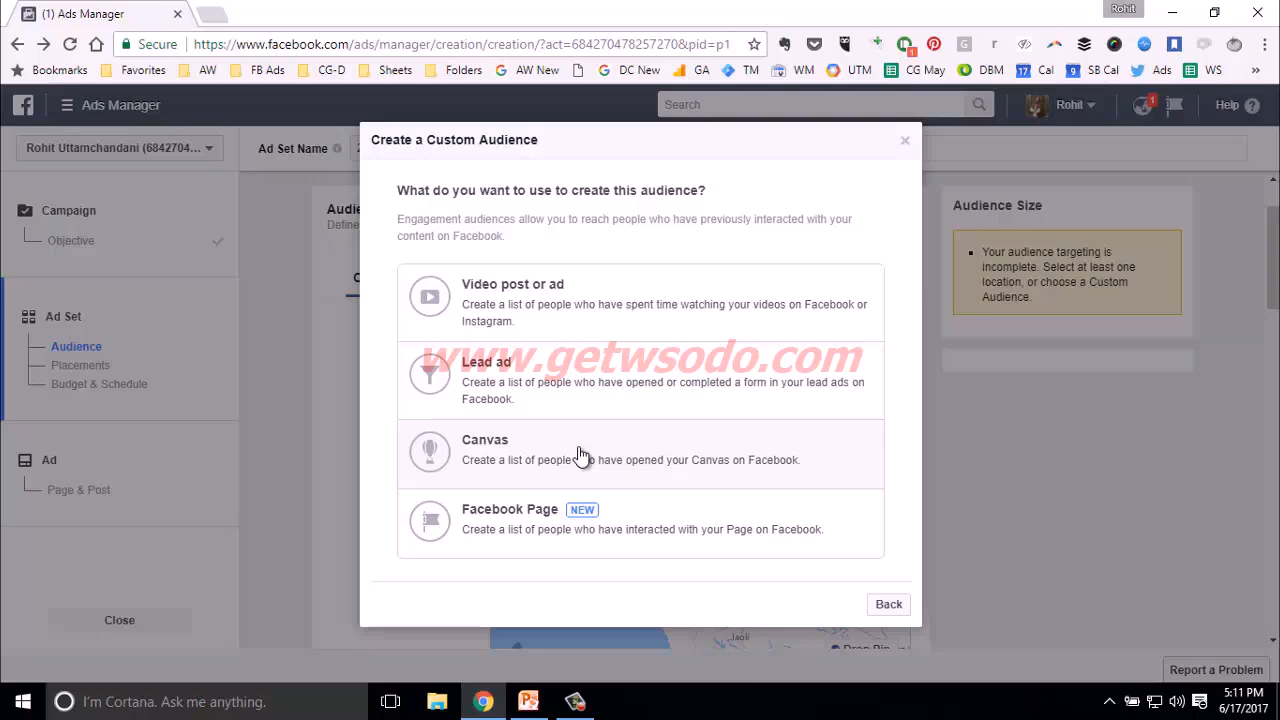 (1) Ads Manager
Rohit
Secure
https://www.facebook.com/ads/manager/creation/creation/?act=684270478257270&pid=p1
Bookmarks Favorites AW FB Ads CG-D Sheets Folders AW New DC New GA TM WM UTM CG May DBM Cal SB Cal Ads WS »
Ads Manager
Search
Rohit
1
Help
Rohit Uttamchandani (6842704...
Ad Set Name
Campaign
Objective
Ad Set
Audience
Placements
Budget & Schedule
Ad
Page & Post
Close
Create a Custom Audience
What do you want to use to create this audience?
Engagement audiences allow you to reach people who have previously interacted with your
content on Facebook.
Video post or ad
Create a list of people who have spent time watching your videos on Facebook or
Instagram.
www.getwsodo.com
Lead ad
Create a list of people who have opened or completed a form in your lead ads on
Facebook.
Canvas
Create a list of people who have opened your Canvas on Facebook.
Facebook Page NEW
Create a list of people who have interacted with your Page on Facebook.
Back
Audience Size
Your audience targeting is
incomplete. Select at least one
location, or choose a Custom
Audience.
Jaoli
Drop Pin
Report a Problem
I'm Cortana. Ask me anything.
5:11 PM
6/17/2017